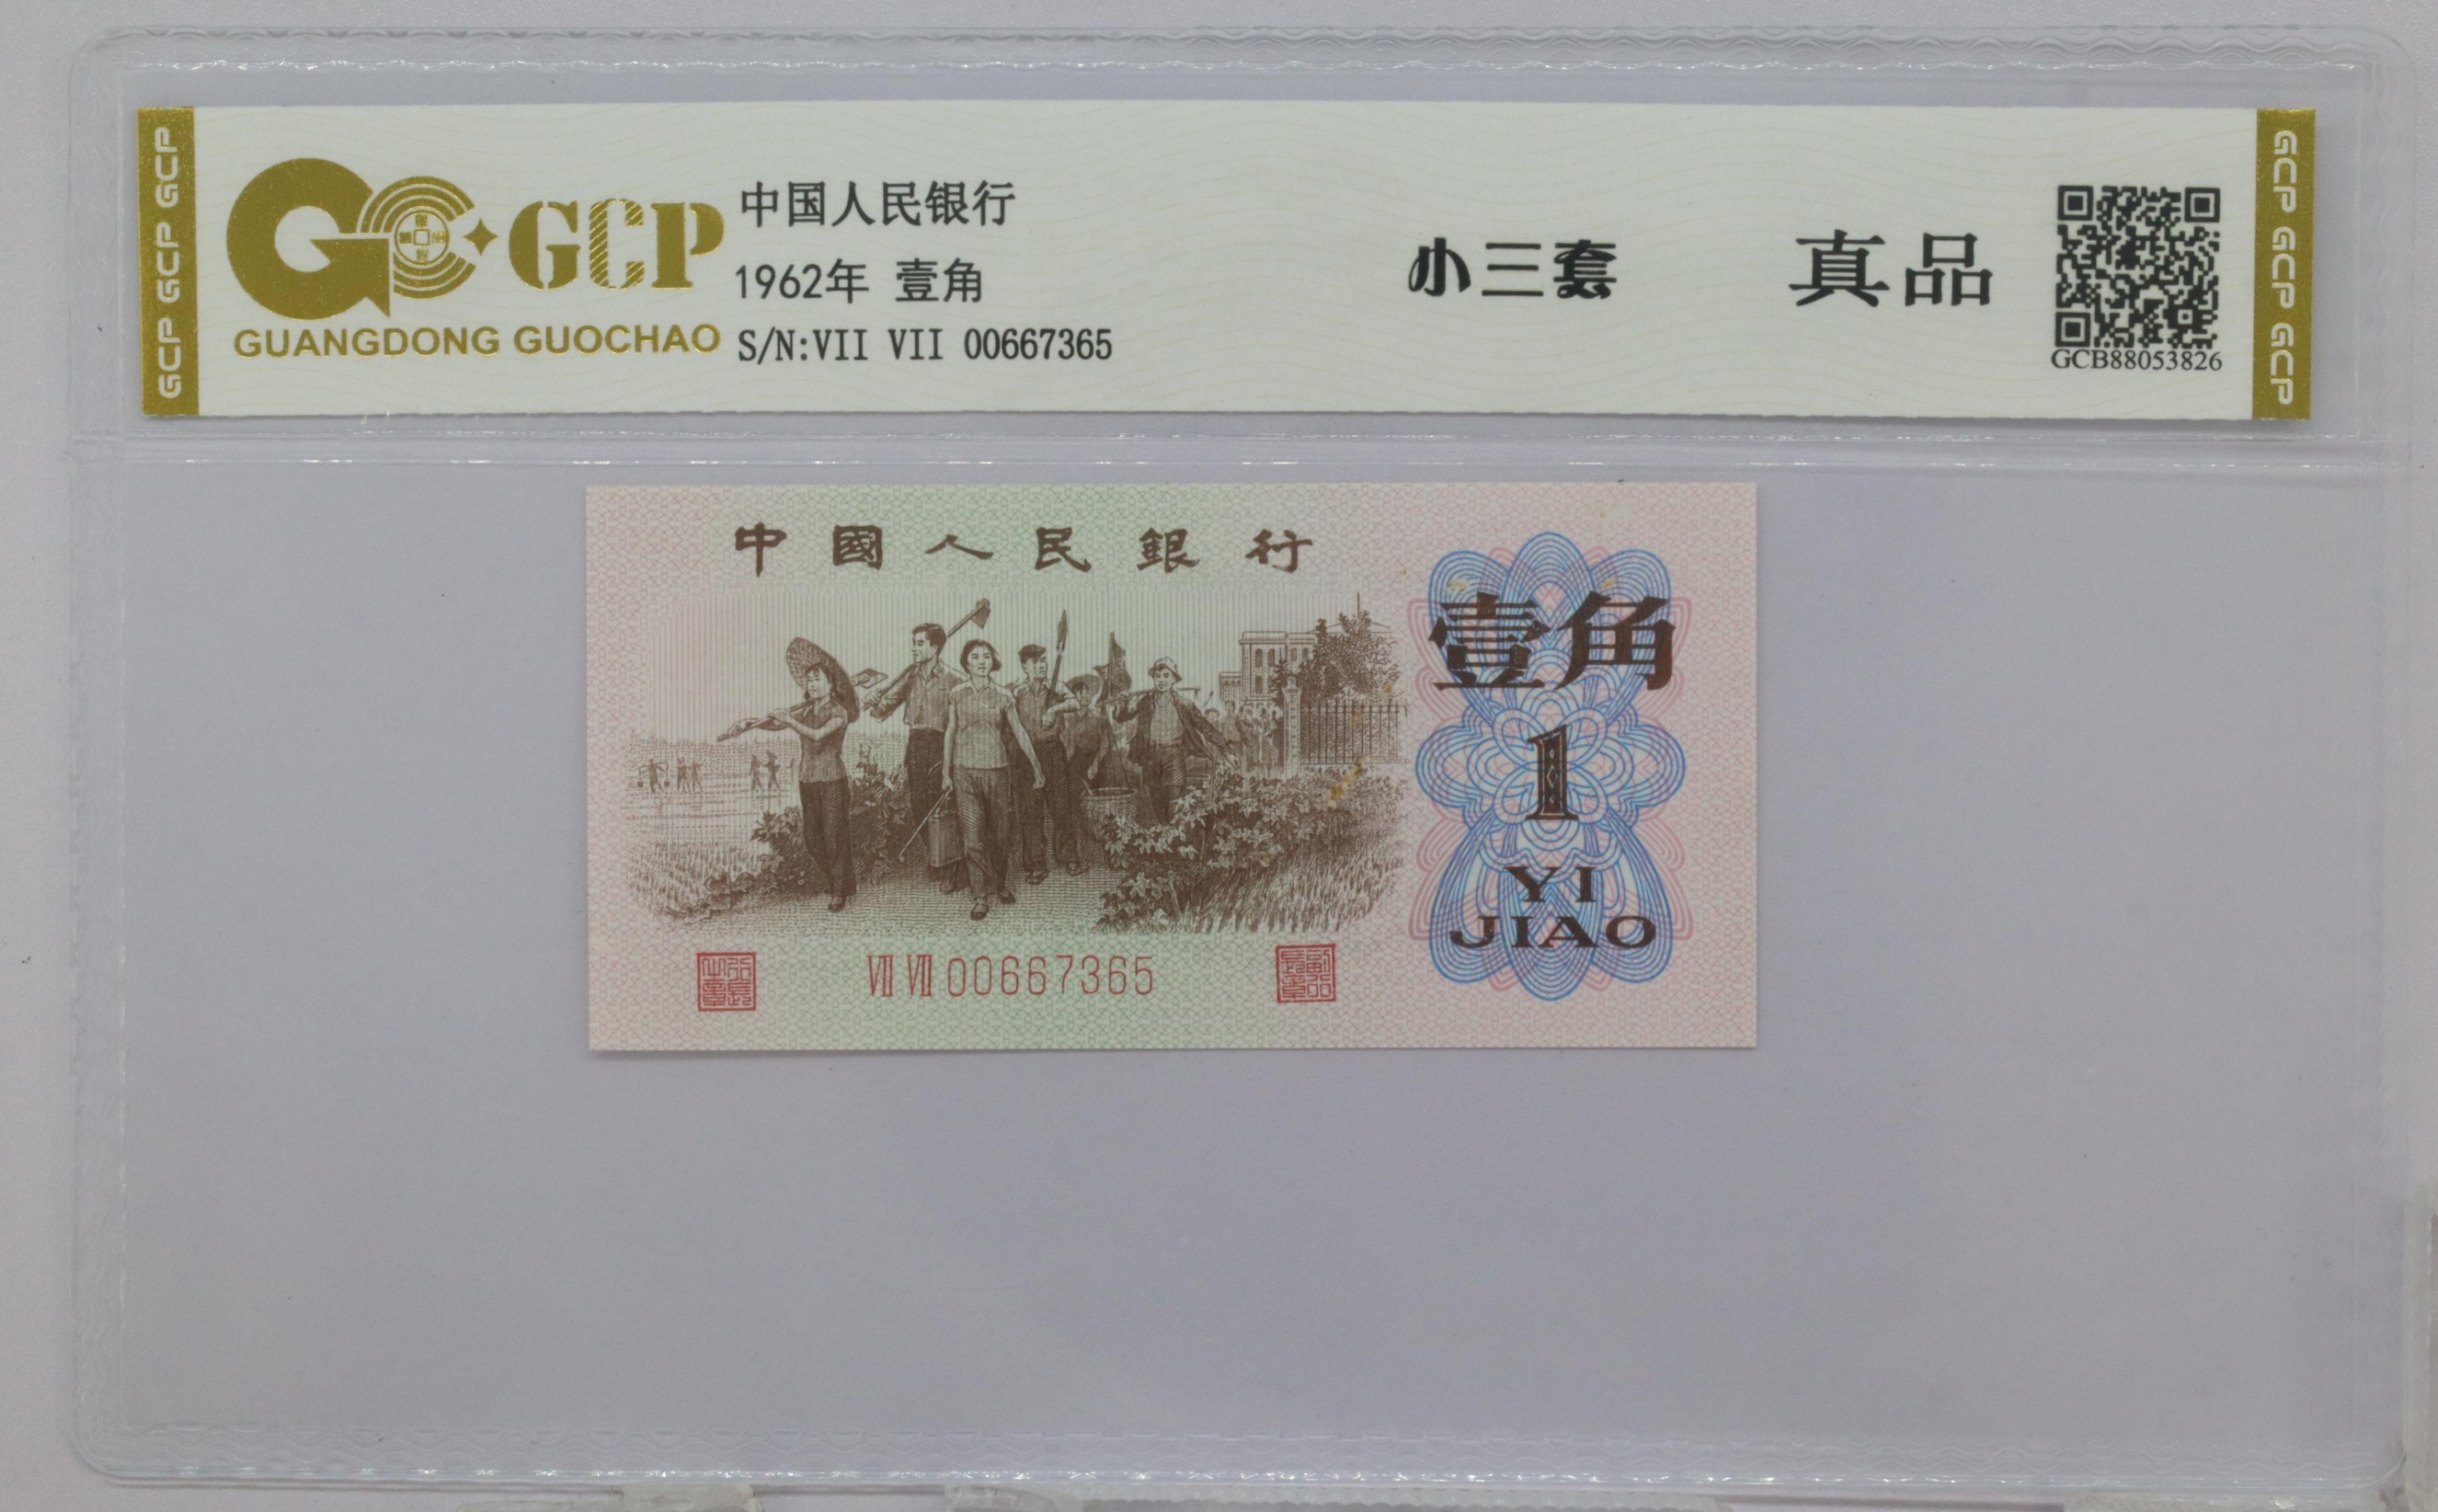 GCP GCP GCP
GCP
GUANGDONG GUOCHAO
中国人民银行
1962年 壹角
S/N:VII VII 00667365
小三套
真品
GCB88053826
GCP GCP GCP
中國人民銀行
壹角
1
YI
JIAO
VII VII 00667365